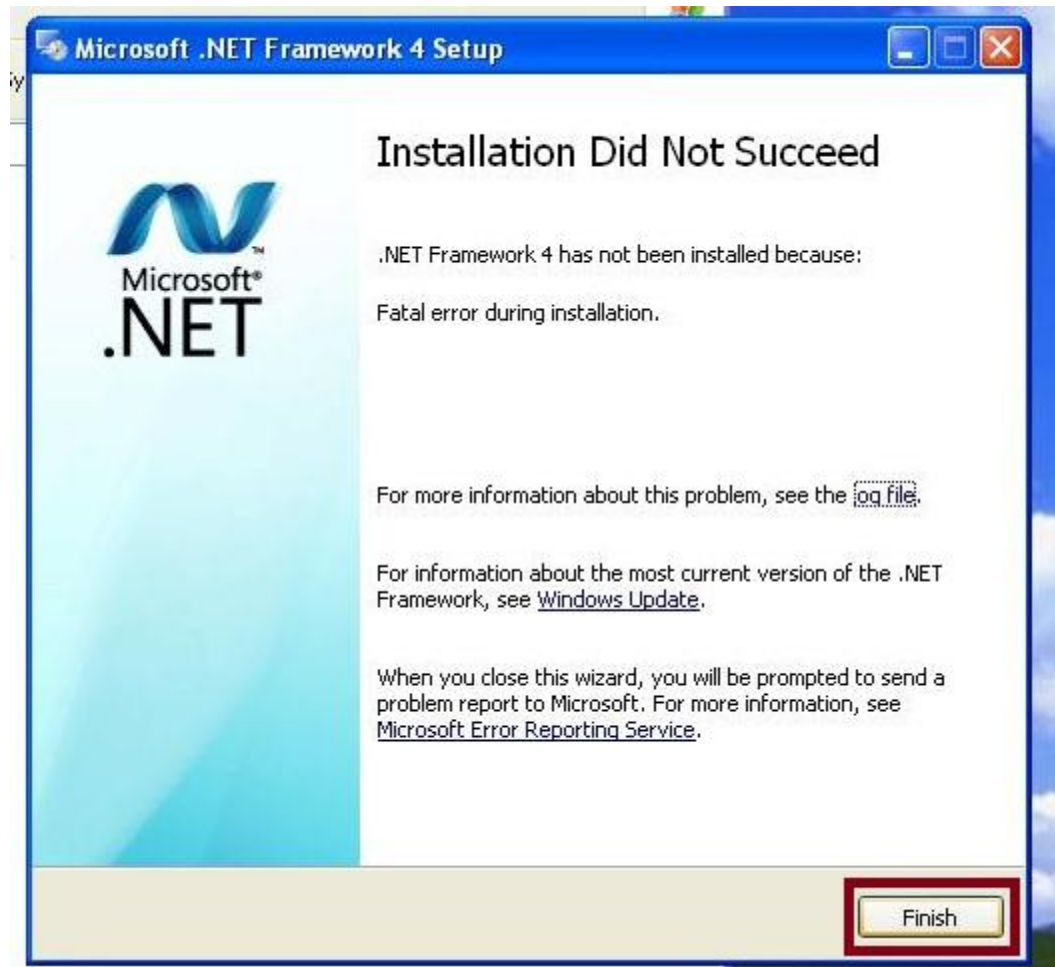 Microsoft .NET Framework 4 Setup
Installation Did Not Succeed
Microsoft®
.NET
™
.NET Framework 4 has not been installed because:
Fatal error during installation.
For more information about this problem, see the log file.
For information about the most current version of the .NET
Framework, see Windows Update.
When you close this wizard, you will be prompted to send a
problem report to Microsoft. For more information, see
Microsoft Error Reporting Service.
Finish